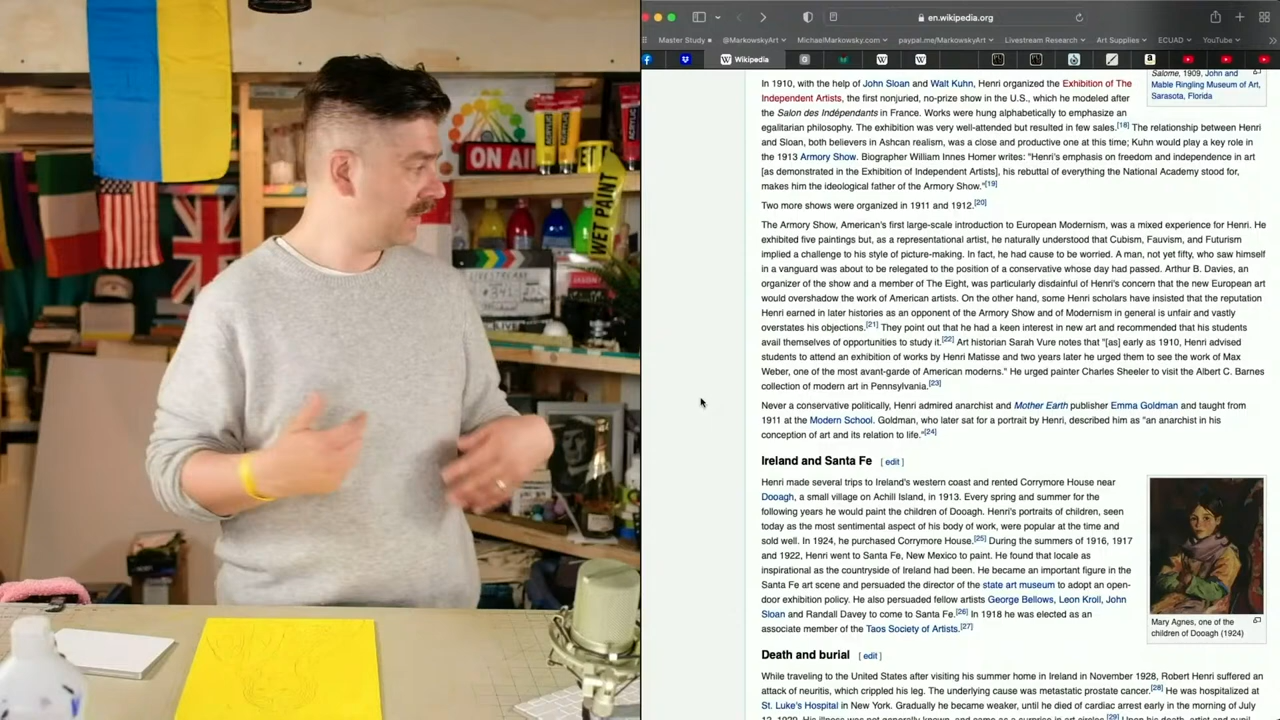 en.wikipedia.org
Master Study
@MarkowskyArt
MichaelMarkowsky.com
paypal.me/MarkowskyArt
Livestream Research
Art Supplies
ECUAD
YouTube
Wikipedia
Salome, 1909, John and
Mable Ringling Museum of Art,
Sarasota, Florida
In 1910, with the help of John Sloan and Walt Kuhn, Henri organized the Exhibition of The
Independent Artists, the first nonjuried, no-prize show in the U.S., which he modeled after
the Salon des Indépendants in France. Works were hung alphabetically to emphasize an
egalitarian philosophy. The exhibition was very well-attended but resulted in few sales.[18] The relationship between Henri
and Sloan, both believers in Ashcan realism, was a close and productive one at this time; Kuhn would play a key role in
the 1913 Armory Show. Biographer William Innes Homer writes: "Henri's emphasis on freedom and independence in art
[as demonstrated in the Exhibition of Independent Artists], his rebuttal of everything the National Academy stood for,
makes him the ideological father of the Armory Show."[19]
Two more shows were organized in 1911 and 1912.[20]
The Armory Show, American's first large-scale introduction to European Modernism, was a mixed experience for Henri. He
exhibited five paintings but, as a representational artist, he naturally understood that Cubism, Fauvism, and Futurism
implied a challenge to his style of picture-making. In fact, he had cause to be worried. A man, not yet fifty, who saw himself
in a vanguard was about to be relegated to the position of a conservative whose day had passed. Arthur B. Davies, an
organizer of the show and a member of The Eight, was particularly disdainful of Henri's concern that the new European art
would overshadow the work of American artists. On the other hand, some Henri scholars have insisted that the reputation
Henri earned in later histories as an opponent of the Armory Show and of Modernism in general is unfair and vastly
overstates his objections.[21] They point out that he had a keen interest in new art and recommended that his students
avail themselves of opportunities to study it.[22] Art historian Sarah Vure notes that "[as] early as 1910, Henri advised
students to attend an exhibition of works by Henri Matisse and two years later he urged them to see the work of Max
Weber, one of the most avant-garde of American moderns." He urged painter Charles Sheeler to visit the Albert C. Barnes
collection of modern art in Pennsylvania.[23]
Never a conservative politically, Henri admired anarchist and Mother Earth publisher Emma Goldman and taught from
1911 at the Modern School. Goldman, who later sat for a portrait by Henri, described him as "an anarchist in his
conception of art and its relation to life."[24]
Ireland and Santa Fe [ edit ]
Henri made several trips to Ireland's western coast and rented Corrymore House near
Dooagh, a small village on Achill Island, in 1913. Every spring and summer for the
following years he would paint the children of Dooagh. Henri's portraits of children, seen
today as the most sentimental aspect of his body of work, were popular at the time and
sold well. In 1924, he purchased Corrymore House.[25] During the summers of 1916, 1917
and 1922, Henri went to Santa Fe, New Mexico to paint. He found that locale as
inspirational as the countryside of Ireland had been. He became an important figure in the
Santa Fe art scene and persuaded the director of the state art museum to adopt an open-
door exhibition policy. He also persuaded fellow artists George Bellows, Leon Kroll, John
Sloan and Randall Davey to come to Santa Fe.[26] In 1918 he was elected as an
associate member of the Taos Society of Artists.[27]
Mary Agnes, one of the
children of Dooagh (1924)
Death and burial [ edit ]
While traveling to the United States after visiting his summer home in Ireland in November 1928, Robert Henri suffered an
attack of neuritis, which crippled his leg. The underlying cause was metastatic prostate cancer.[28] He was hospitalized at
St. Luke's Hospital in New York. Gradually he became weaker, until he died of cardiac arrest early in the morning of July
ON AIR
WET PAINT
ACRYLIC